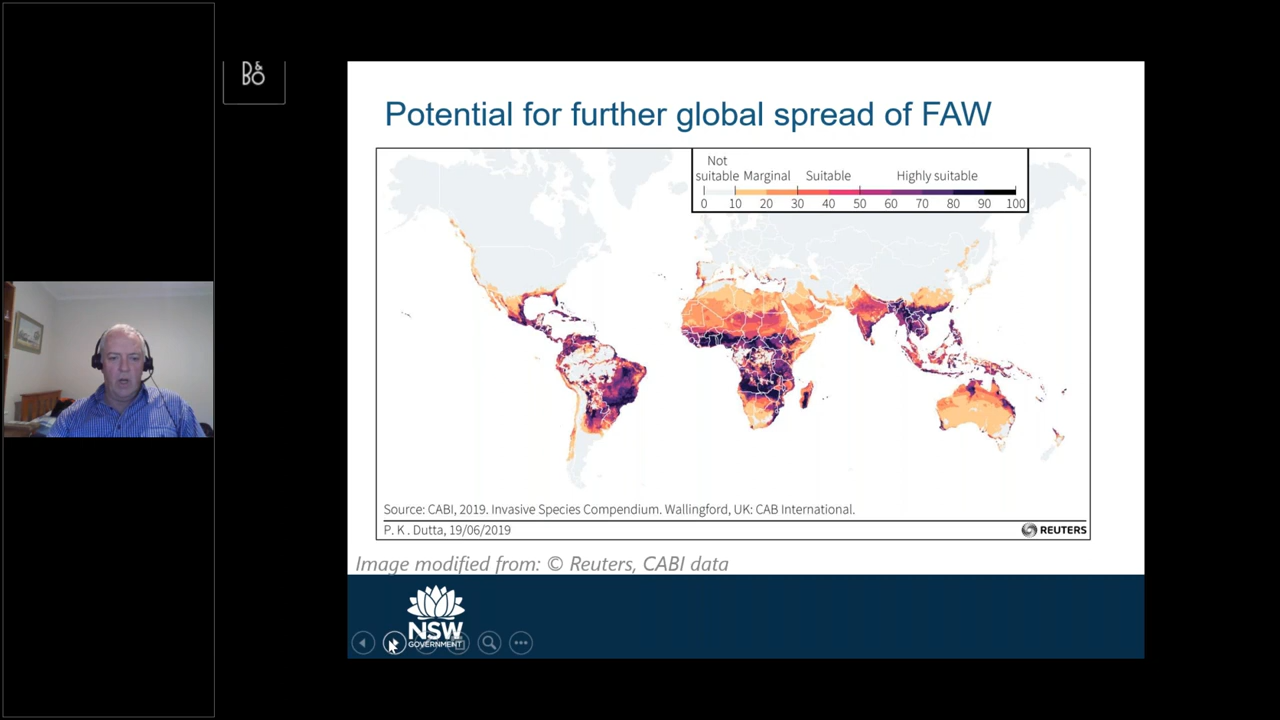 B&
BO
Potential for further global spread of FAW
Not
suitable Marginal Suitable Highly suitable
0 10 20 30 40 50 60 70 80 90 100
Source: CABI, 2019. Invasive Species Compendium. Wallingford, UK: CAB International.
P. K. Dutta, 19/06/2019
REUTERS
Image modified from: © Reuters, CABI data
NSW
GOVERNMENT